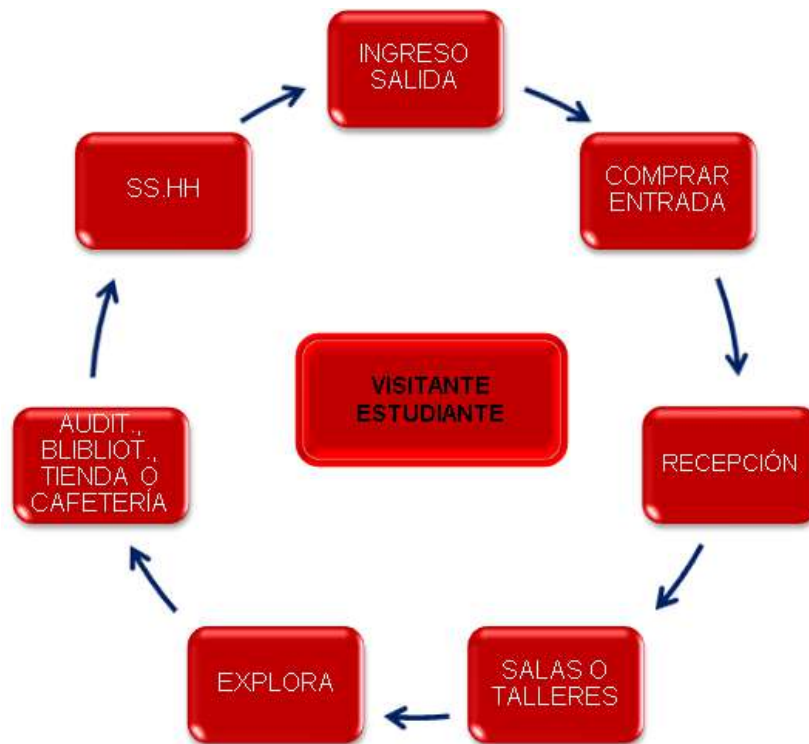 INGRESO
SALIDA
COMPRAR
ENTRADA
RECEPCIÓN
SALAS O
TALLERES
EXPLORA
AUDIT.,
BLIBLIOT.,
TIENDA O
CAFETERÍA
SS.HH
VISITANTE
ESTUDIANTE